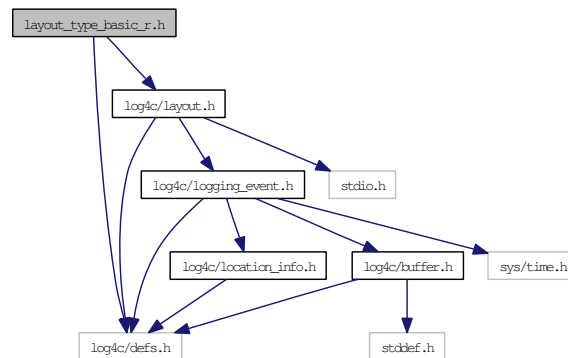 layout_type_basic_r.h
log4c/layout.h
log4c/logging_event.h
stdio.h
log4c/location_info.h
log4c/buffer.h
sys/time.h
log4c/defs.h
stddef.h